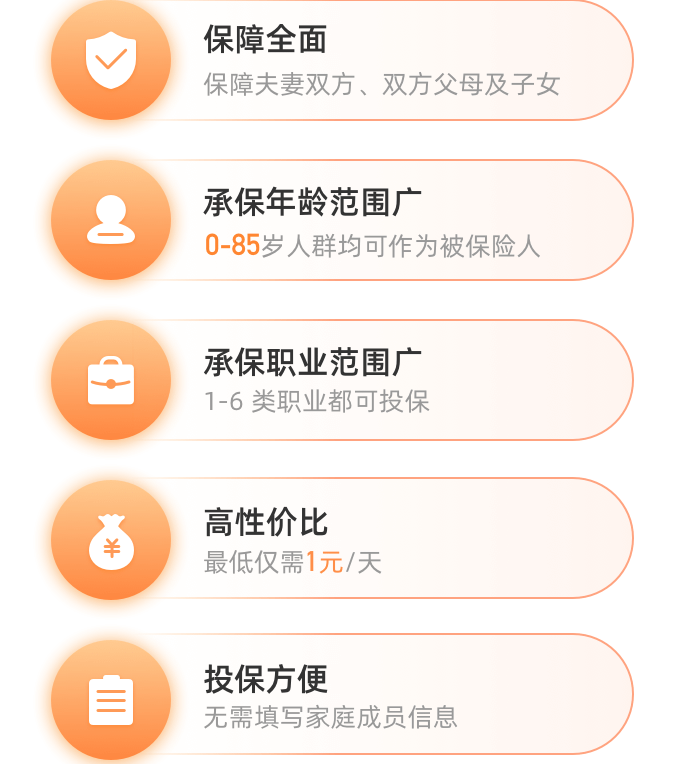 保障全面
保障夫妻双方、双方父母及子女
承保年龄范围广
0-85岁人群均可作为被保险人
承保职业范围广
1-6 类职业都可投保
高性价比
最低仅需1元/天
投保方便
无需填写家庭成员信息